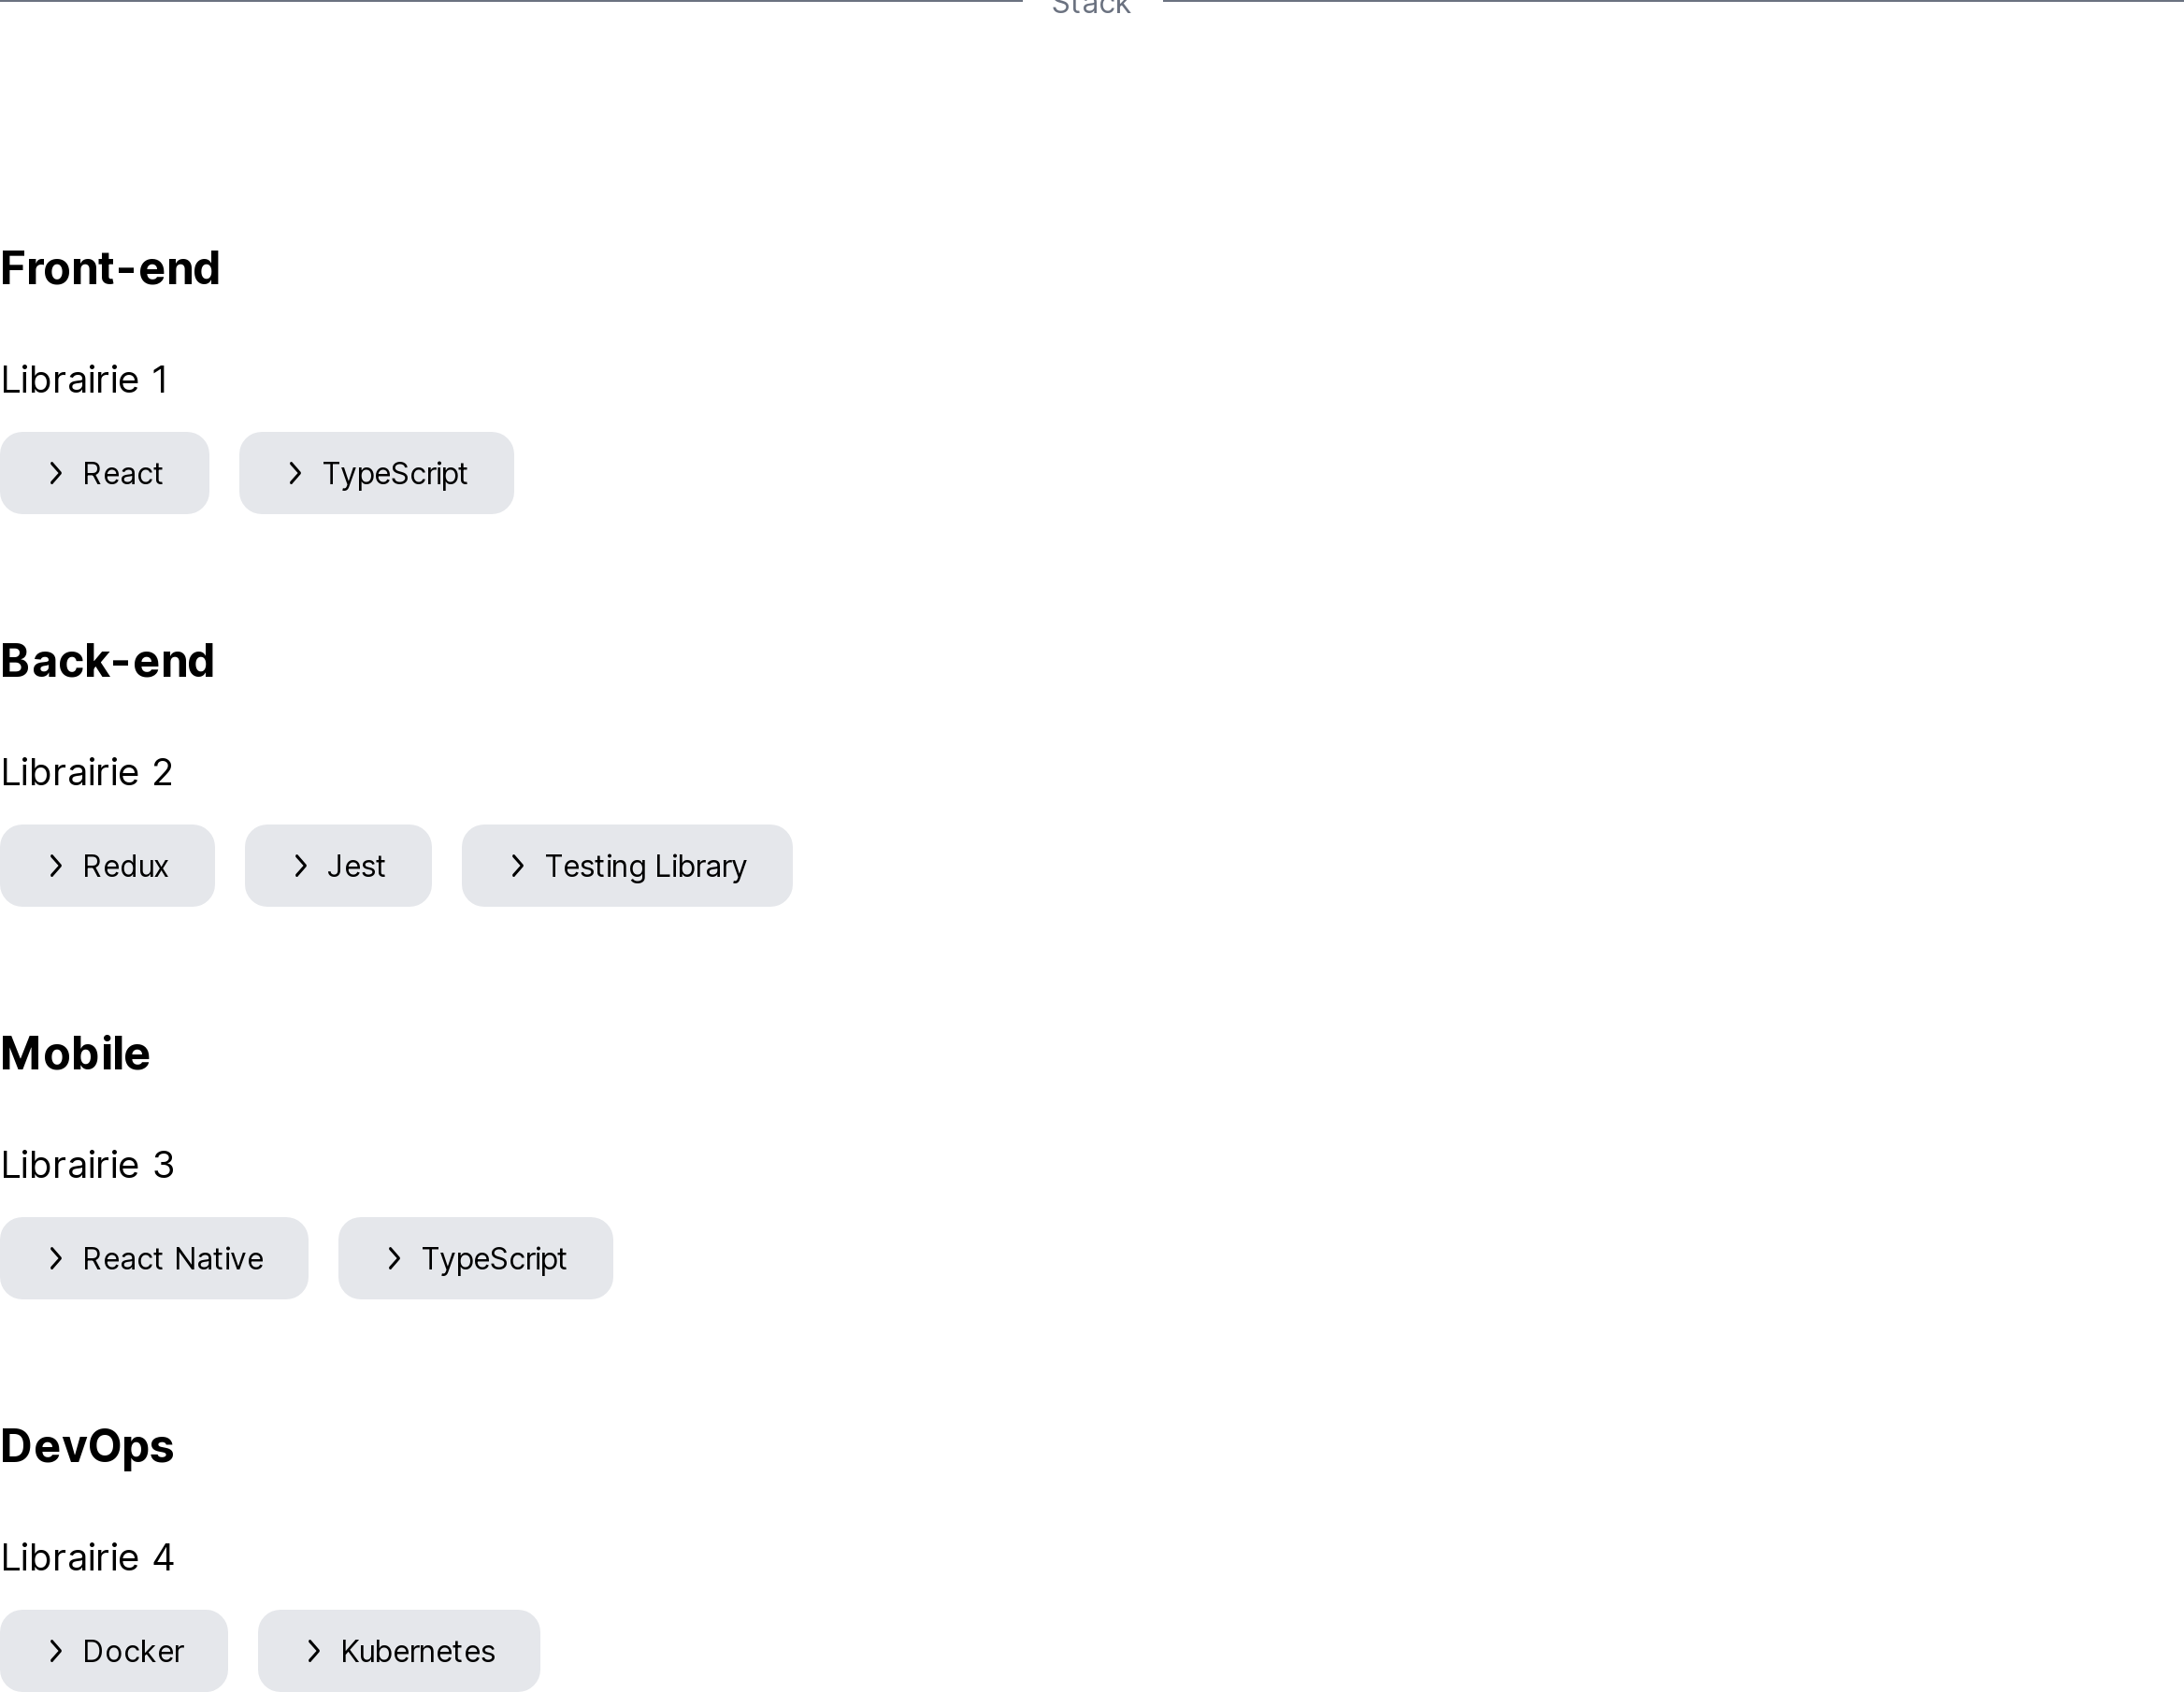 Stack
Front-end
Librairie 1
React TypeScript
Back-end
Librairie 2
Redux Jest Testing Library
Mobile
Librairie 3
React Native TypeScript
DevOps
Librairie 4
Docker Kubernetes